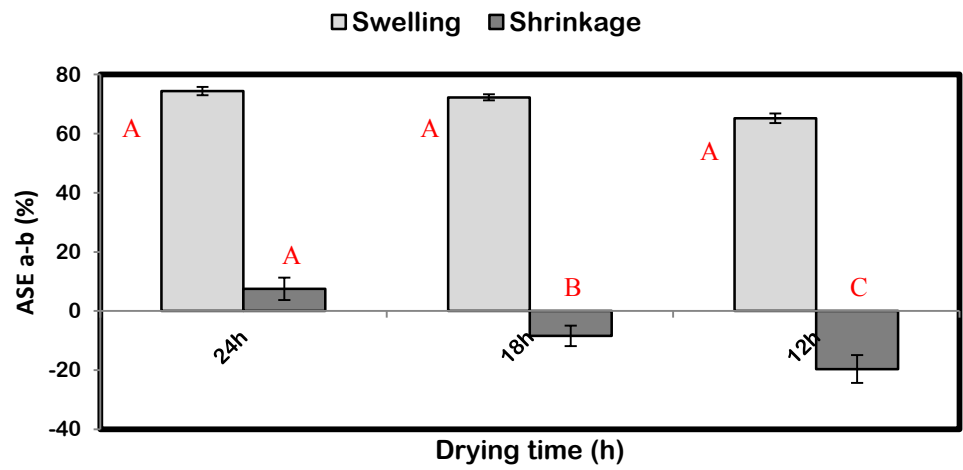 Swelling Shrinkage
80
A A
60
A
40
ASE a-b (%)
20
A
B C
0
24h 18h 12h
-20
-40
Drying time (h)